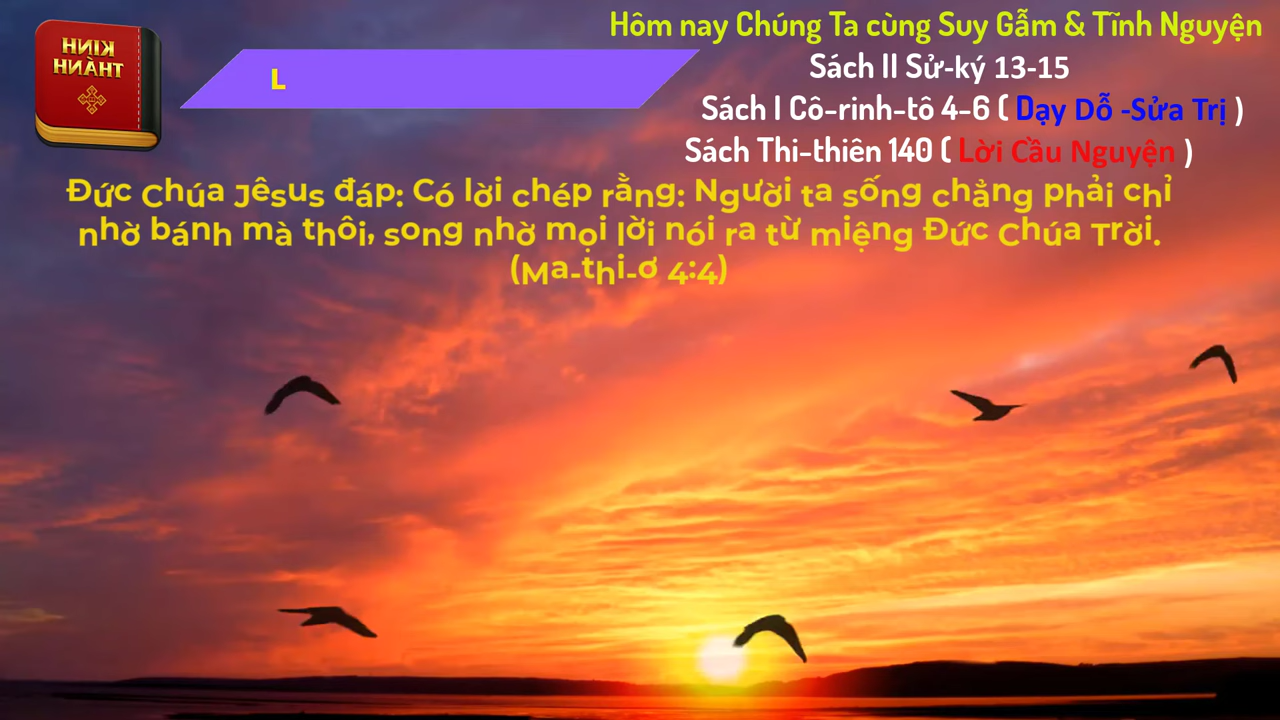 KINH
THÀNH
L
Hôm nay Chúng Ta cùng Suy Gẫm & Tĩnh Nguyện
Sách II Sử-ký 13-15
Sách I Cô-rinh-tô 4-6 ( Dạy Dỗ -Sửa Trị )
Sách Thi-thiên 140 ( Lời Cầu Nguyện )
Đức Chúa Jêsus đáp: Có lời chép rằng: Người ta sống chẳng phải chỉ
nhờ bánh mà thôi, song nhờ mọi lời nói ra từ miệng Đức Chúa Trời.
(Ma-thi-ơ 4:4)